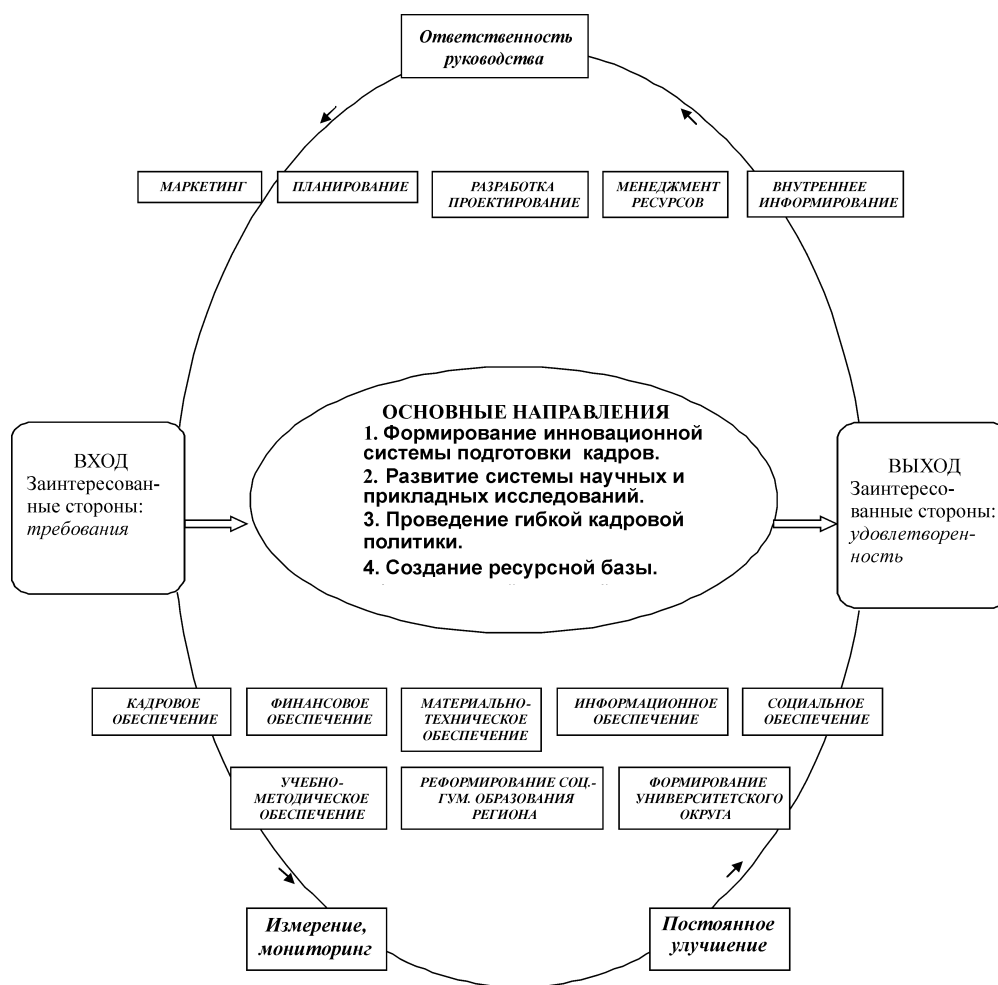 Ответственность
руководства
МАРКЕТИНГ
ПЛАНИРОВАНИЕ
РАЗРАБОТКА
ПРОЕКТИРОВАНИЕ
МЕНЕДЖМЕНТ
РЕСУРСОВ
ВНУТРЕННЕЕ
ИНФОРМИРОВАНИЕ
ВХОД
Заинтересован-
ные стороны:
требования
ОСНОВНЫЕ НАПРАВЛЕНИЯ
1. Формирование инновационной
системы подготовки кадров.
2. Развитие системы научных и
прикладных исследований.
3. Проведение гибкой кадровой
политики.
4. Создание ресурсной базы.
ВЫХОД
Заинтересо-
ванные стороны:
удовлетворен-
ность
КАДРОВОЕ
ОБЕСПЕЧЕНИЕ
ФИНАНСОВОЕ
ОБЕСПЕЧЕНИЕ
МАТЕРИАЛЬНО-
ТЕХНИЧЕСКОЕ
ОБЕСПЕЧЕНИЕ
ИНФОРМАЦИОННОЕ
ОБЕСПЕЧЕНИЕ
СОЦИАЛЬНОЕ
ОБЕСПЕЧЕНИЕ
УЧЕБНО-
МЕТОДИЧЕСКОЕ
ОБЕСПЕЧЕНИЕ
РЕФОРМИРОВАНИЕ СОЦ.-
ГУМ. ОБРАЗОВАНИЯ
РЕГИОНА
ФОРМИРОВАНИЕ
УНИВЕРСИТЕТСКОГО
ОКРУГА
Измерение,
мониторинг
Постоянное
улучшение